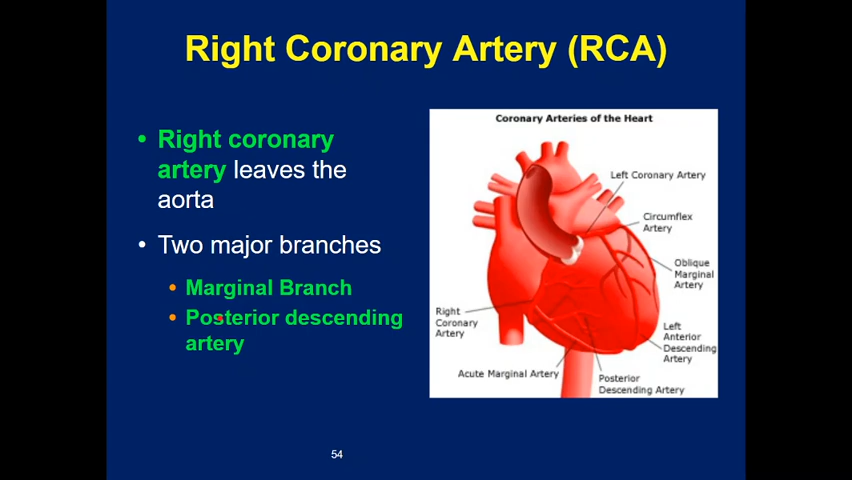 Right Coronary Artery (RCA)
• Right coronary
artery leaves the
aorta
• Two major branches
• Marginal Branch
• Posterior descending
artery
Coronary Arteries of the Heart
Left Coronary Artery
Circumflex
Artery
Oblique
Marginal
Artery
Right
Coronary
Artery
Left
Anterior
Descending
Artery
Acute Marginal Artery
Posterior
Descending Artery
54